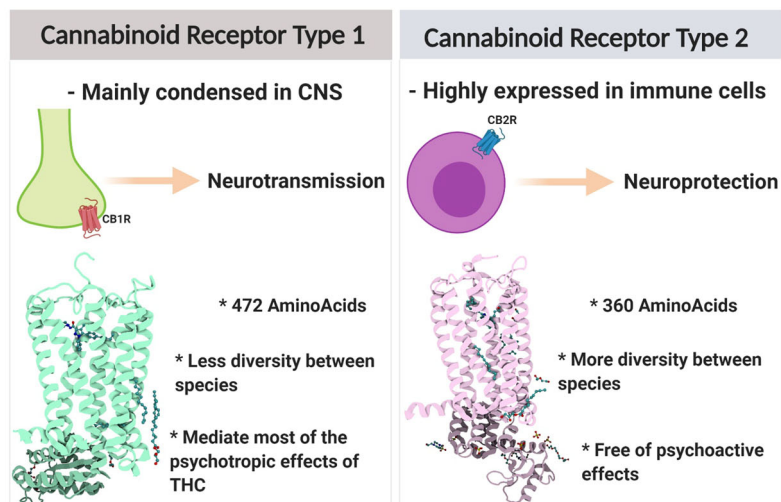 Cannabinoid Receptor Type 1
- Mainly condensed in CNS
CB1R
Neurotransmission
* 472 AminoAcids
* Less diversity between
species
* Mediate most of the
psychotropic effects of
THC
Cannabinoid Receptor Type 2
- Highly expressed in immune cells
CB2R
Neuroprotection
* 360 AminoAcids
* More diversity between
species
* Free of psychoactive
effects